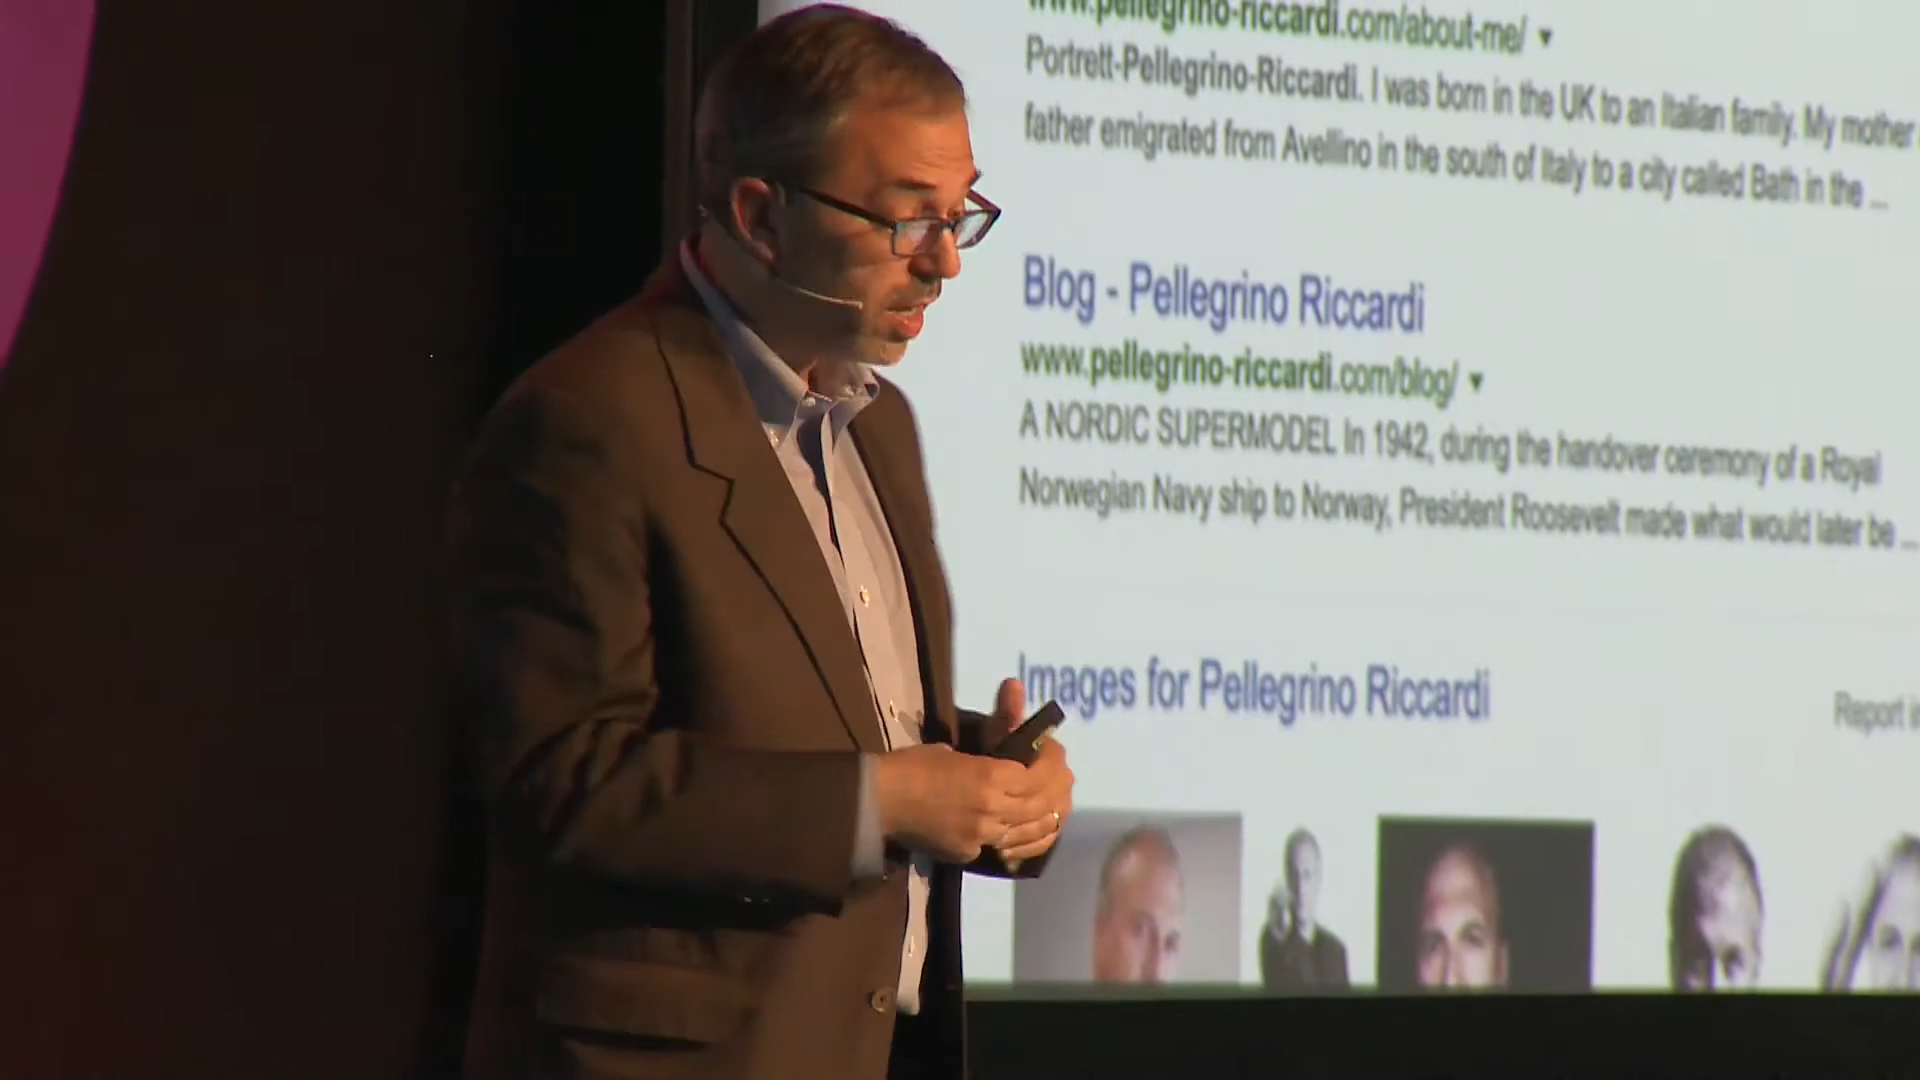 www.pellegrino-riccardi.com/about-me/
Portrett-Pellegrino-Riccardi. I was born in the UK to an Italian family. My mother
father emigrated from Avellino in the south of Italy to a city called Bath in the ...
Blog - Pellegrino Riccardi
www.pellegrino-riccardi.com/blog/
A NORDIC SUPERMODEL In 1942, during the handover ceremony of a Royal
Norwegian Navy ship to Norway, President Roosevelt made what would later be ...
Images for Pellegrino Riccardi
Report